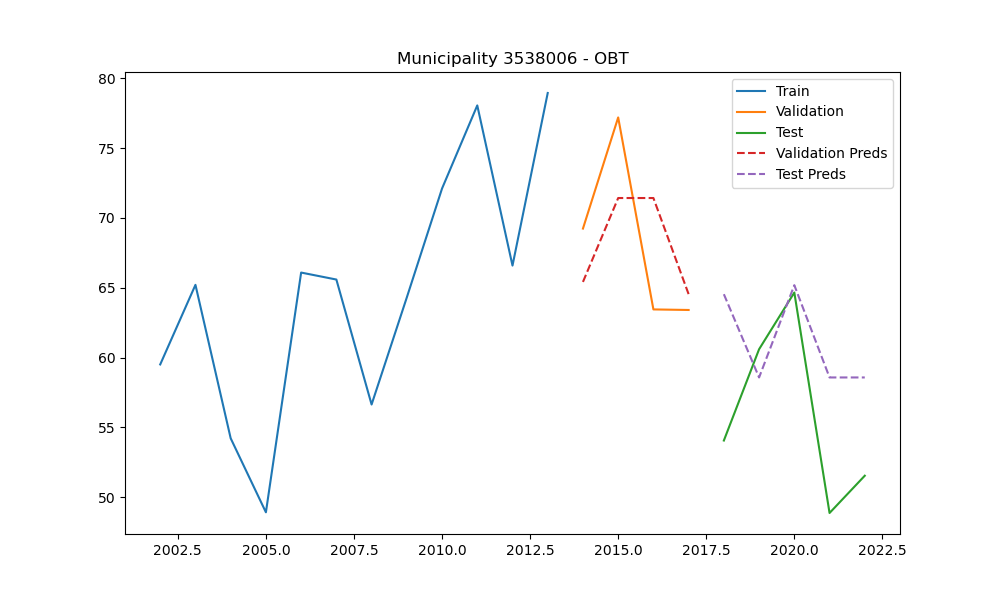 Municipality 3538006 - OBT
80
75
70
65
60
55
50
2002.5
2005.0
2007.5
2010.0
2012.5
2015.0
2017.5
2020.0
2022.5
Train
Validation
Test
Validation Preds
Test Preds